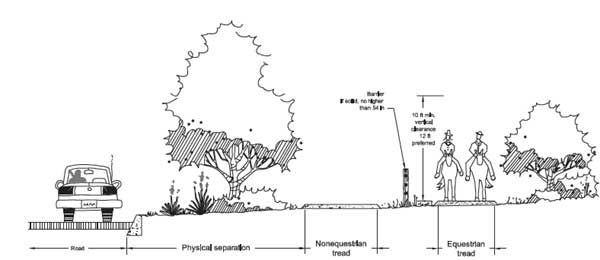 Barrier
If solid, no higher
than 54 in
10 ft min.
vertical
clearance
12 ft
preferred
Road
Physical separation
Nonequestrian
tread
Equestrian
tread